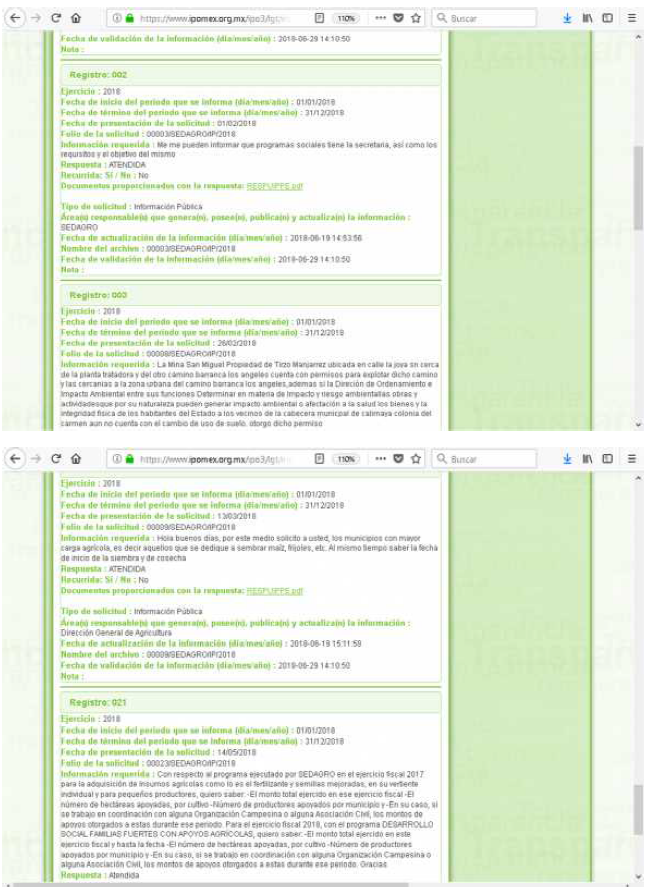 https://www.ipomex.org.mx/ipo3/lgt/
110%
Buscar
Fecha de validación de la información (día/mes/año) : 2018-06-29 14:10:50
Nota :
Registro: 002
Ejercicio : 2018
Fecha de inicio del periodo que se informa (día/mes/año) : 01/01/2018
Fecha de término del periodo que se informa (día/mes/año) : 31/12/2018
Fecha de presentación de la solicitud : 01/02/2018
Folio de la solicitud : 00003/SEDAGRO/IP/2018
Información requerida : Me me pueden informar que programas sociales tiene la secretaria, así como los
requisitos y el objetivo del mismo
Respuesta : ATENDIDA
Recurrida: Sí / No : No
Documentos proporcionados con la respuesta: RESPUIPPE.pdf
Tipo de solicitud : Información Pública
Área(s) responsable(s) que genera(n), posee(n), publica(n) y actualiza(n) la información :
SEDAGRO
Fecha de actualización de la información (día/mes/año) : 2018-06-19 14:53:56
Nombre del archivo : 00003/SEDAGRO/IP/2018
Fecha de validación de la información (día/mes/año) : 2018-06-29 14:10:50
Nota :
Registro: 003
Ejercicio : 2018
Fecha de inicio del periodo que se informa (día/mes/año) : 01/01/2018
Fecha de término del periodo que se informa (día/mes/año) : 31/12/2018
Fecha de presentación de la solicitud : 26/02/2018
Folio de la solicitud : 00008/SEDAGRO/IP/2018
Información requerida : La Mina San Miguel Propiedad de Tirzo Manjarrez ubicada en calle la joya sn cerca
de la planta tratadora y del otro camino barranca los angeles cuenta con permisos para explotar dicho camino
y las cercanias a la zona urbana del camino barranca los angeles,ademas si la Direción de Ordenamiento e
Impacto Ambiental entre sus funciones Determinar en materia de impacto y riesgo ambientallas obras y
actividadesque por su naturaleza pueden generar impacto ambiental o afectación a la salud los bienes y la
integridad física de los habitantes del Estado a los vecinos de la cabecera municpal de calimaya colonia del
carmen aun no cuenta con el cambio de uso de suelo. otorgo dicho permiso
https://www.ipomex.org.mx/ipo3/lgt/
110%
Buscar
Ejercicio : 2018
Fecha de inicio del periodo que se informa (día/mes/año) : 01/01/2018
Fecha de término del periodo que se informa (día/mes/año) : 31/12/2018
Fecha de presentación de la solicitud : 13/03/2018
Folio de la solicitud : 00009/SEDAGRO/IP/2018
Información requerida : Hola buenos días, por este medio solicito a usted, los municipios con mayor
carga agrícola, es decir aquellos que se dedique a sembrar maíz, frijoles, etc. Al mismo tiempo saber la fecha
de inicio de la siembra y de cosecha
Respuesta : ATENDIDA
Recurrida: Sí / No : No
Documentos proporcionados con la respuesta: RESPUIPPE.pdf
Tipo de solicitud : Información Pública
Área(s) responsable(s) que genera(n), posee(n), publica(n) y actualiza(n) la información :
Dirección General de Agricultura
Fecha de actualización de la información (día/mes/año) : 2018-06-19 15:11:59
Nombre del archivo : 00009/SEDAGRO/IP/2018
Fecha de validación de la información (día/mes/año) : 2018-06-29 14:10:50
Nota :
Registro: 021
Ejercicio : 2018
Fecha de inicio del periodo que se informa (día/mes/año) : 01/01/2018
Fecha de término del periodo que se informa (día/mes/año) : 31/12/2018
Fecha de presentación de la solicitud : 14/05/2018
Folio de la solicitud : 00023/SEDAGRO/IP/2018
Información requerida : Con respecto al programa ejecutado por SEDAGRO en el ejercicio fiscal 2017
para la adquisición de Insumos agrícolas como lo es el fertilizante y semillas mejoradas, en su vertiente
individual y para pequeños productores, quiero saber: -El monto total ejercido en ese ejercicio fiscal -El
número de hectáreas apoyadas, por cultivo -Número de productores apoyados por municipio y -En su caso, si
se trabajo en coordinación con alguna Organización Campesina o alguna Asociación Civil, los montos de
apoyos otorgados a estas durante ese periodo. Para el ejercicio fiscal 2018, con el programa DESARROLLO
SOCIAL FAMILIAS FUERTES CON APOYOS AGRÍCOLAS, quiero saber: -El monto total ejercido en este
ejercicio fiscal y hasta la fecha -El número de hectáreas apoyadas, por cultivo -Número de productores
apoyados por municipio y -En su caso, si se trabajo en coordinación con alguna Organización Campesina o
alguna Asociación Civil, los montos de apoyos otorgados a estas durante ese periodo. Gracias
Respuesta : Atendida